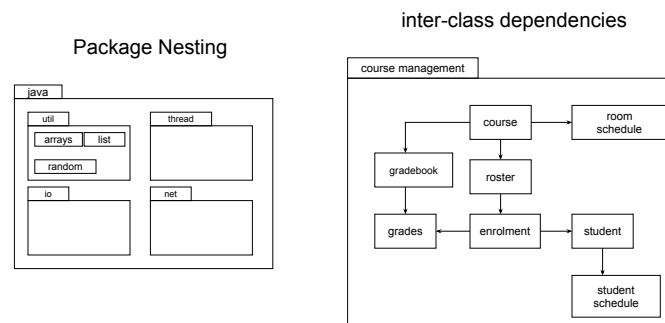 Package Nesting
java
util
thread
arrays list
random
io
net
inter-class dependencies
course management
course
room
schedule
gradebook
roster
grades
enrolment
student
student
schedule